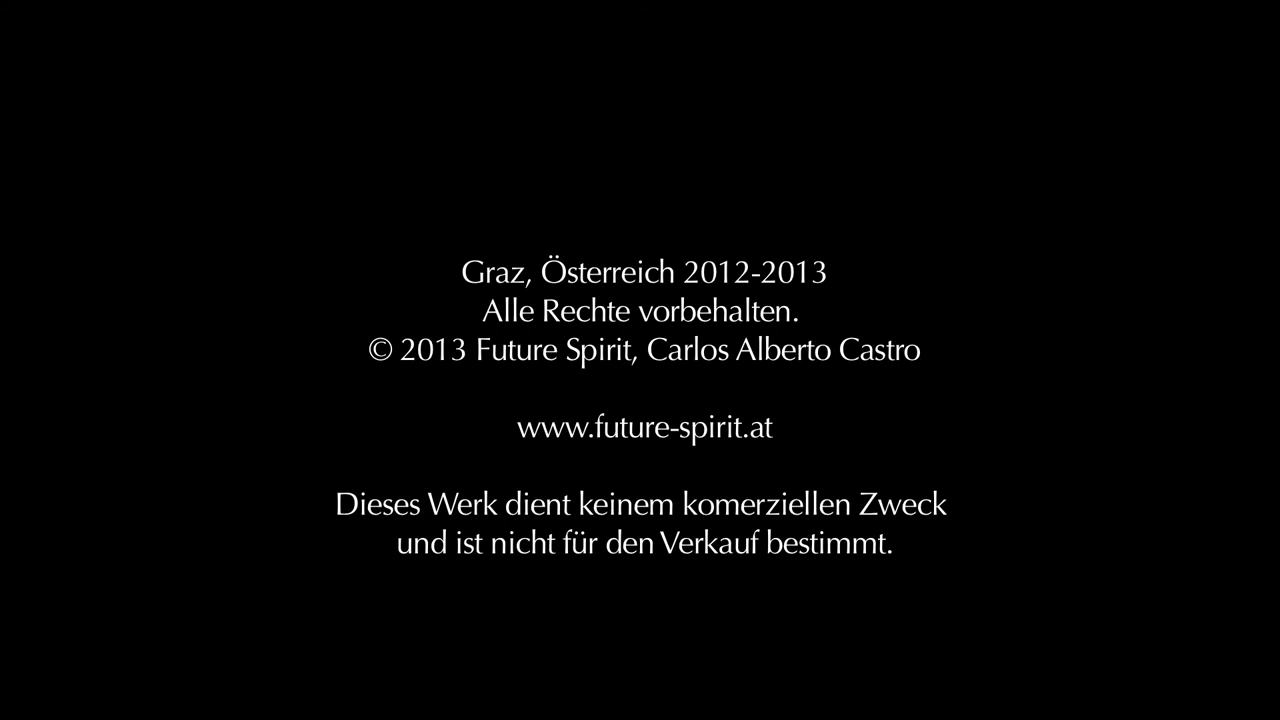 Graz, Österreich 2012-2013
Alle Rechte vorbehalten.
© 2013 Future Spirit, Carlos Alberto Castro
www.future-spirit.at
Dieses Werk dient keinem komerziellen Zweck
und ist nicht für den Verkauf bestimmt.